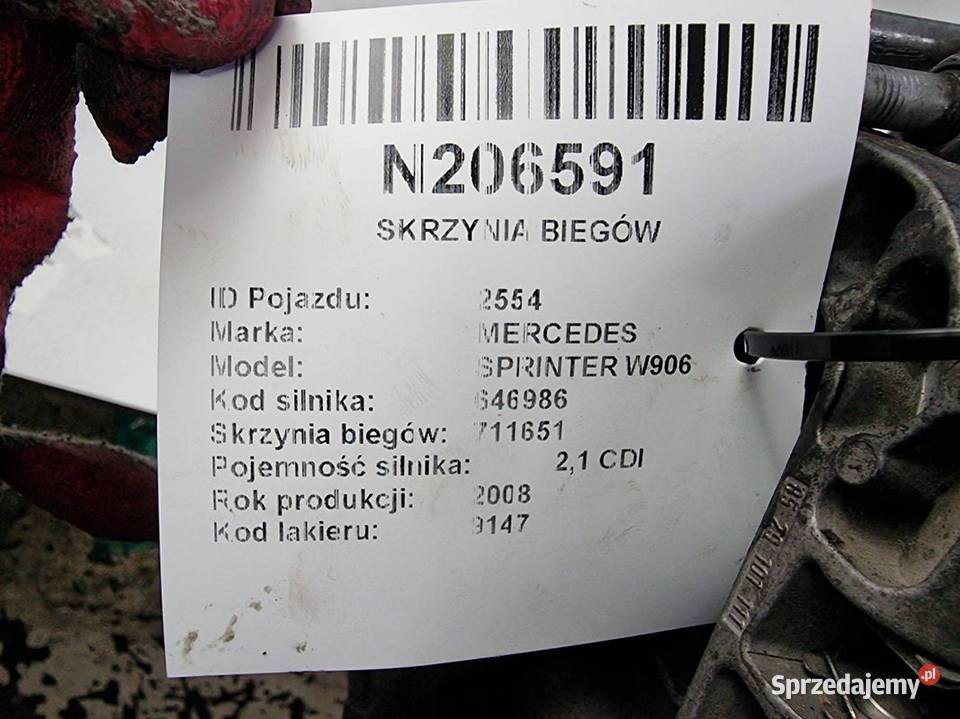 N206591
SKRZYNIA BIEGÓW
ID Pojazdu: 2554
Marka: MERCEDES
Model: SPRINTER W906
Kod silnika: 646986
Skrzynia biegów: 711651
Pojemność silnika: 2,1 CDI
Rok produkcji: 2008
Kod lakieru: 9147
Sprzedajemy.pl